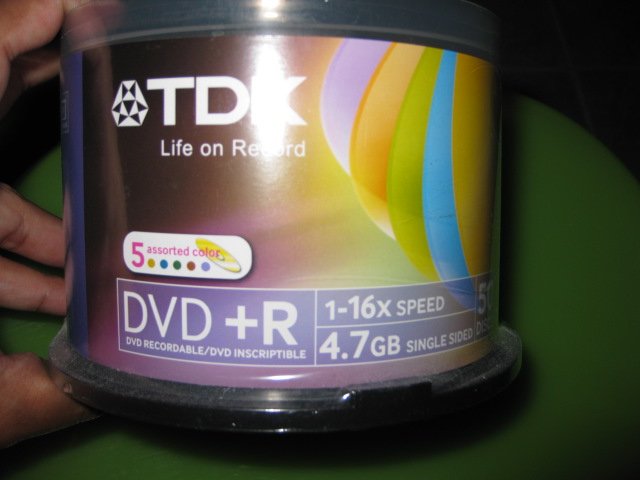 TDK
Life on Record
5 assorted color
DVD +R
DVD RECORDABLE/DVD INSCRIPTIBLE
1-16x SPEED
4.7GB SINGLE SIDED